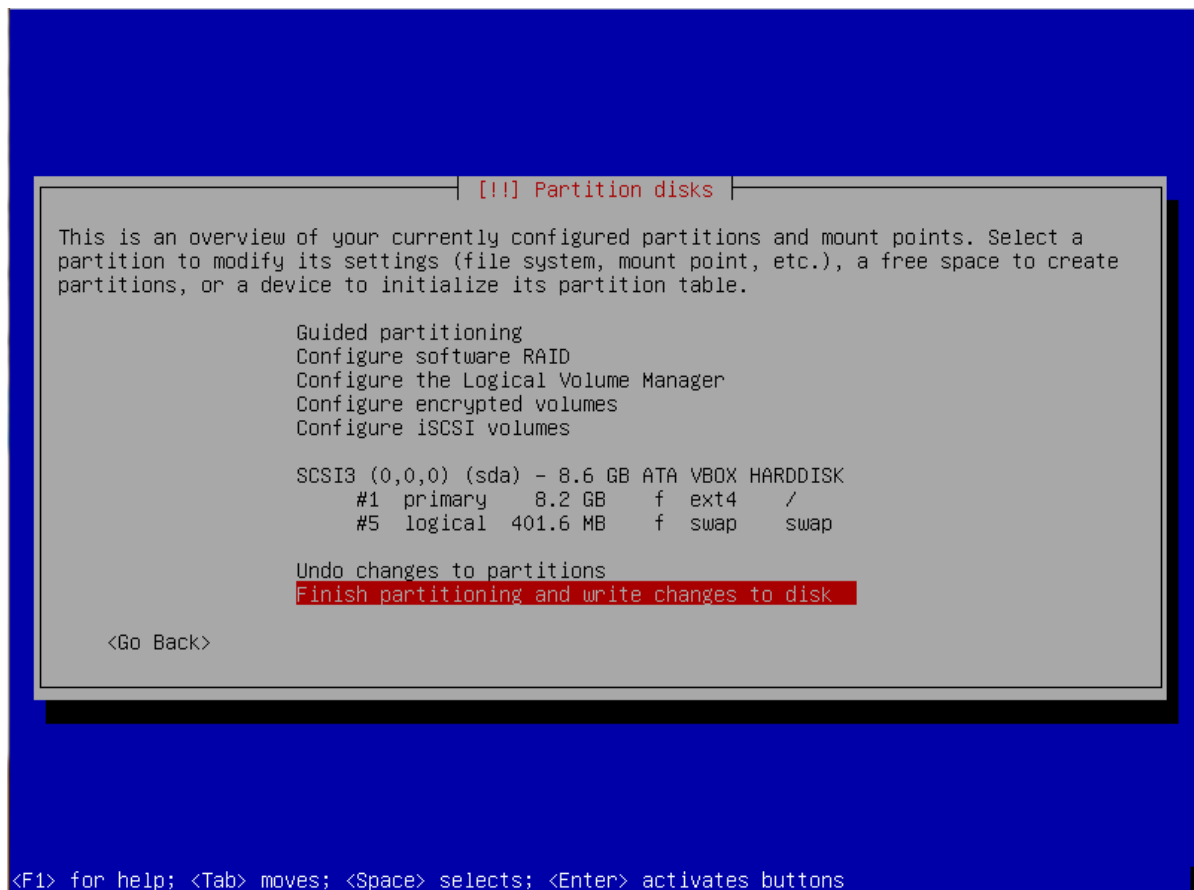 [!!] Partition disks
This is an overview of your currently configured partitions and mount points. Select a
partition to modify its settings (file system, mount point, etc.), a free space to create
partitions, or a device to initialize its partition table.
Guided partitioning
Configure software RAID
Configure the Logical Volume Manager
Configure encrypted volumes
Configure iSCSI volumes
SCSI3 (0,0,0) (sda) - 8.6 GB ATA VBOX HARDDISK
#1 primary 8.2 GB f ext4 /
#5 logical 401.6 MB f swap swap
Undo changes to partitions
Finish partitioning and write changes to disk
<Go Back>
<F1> for help; <Tab> moves; <Space> selects; <Enter> activates buttons